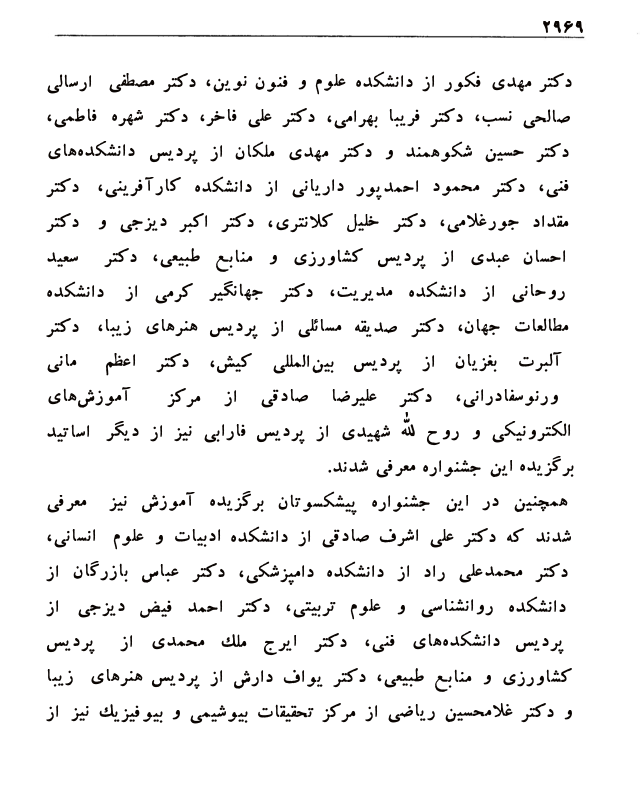 ۲۹۶۹
دکتر مهدی فکور از دانشکده علوم و فنون نوین، دکتر مصطفی ارسالی
صالحی نسب، دکتر فریبا بهرامی، دکتر علی فاخر، دکتر شهره فاطمی،
دکتر حسین شکوهمند و دکتر مهدی ملکان از پردیس دانشکده‌های
فنی، دکتر محمود احمدپور داریانی از دانشکده کارآفرینی، دکتر
مقداد جورغلامی، دکتر خلیل کلانتری، دکتر اکبر دیزجی و دکتر
احسان عبدی از پردیس کشاورزی و منابع طبیعی، دکتر سعید
روحانی از دانشکده مدیریت، دکتر جهانگیر کرمی از دانشکده
مطالعات جهان، دکتر صدیقه مسائلی از پردیس هنرهای زیبا، دکتر
آلبرت بغزیان از پردیس بین‌المللی کیش، دکتر اعظم مانی
ورنوسفادرانی، دکتر علیرضا صادقی از مرکز آموزش‌های
الکترونیکی و روح لله شهیدی از پردیس فارابی نیز از دیگر اساتید
برگزیده این جشنواره معرفی شدند.
همچنین در این جشنواره پیشکسوتان برگزیده آموزش نیز معرفی
شدند که دکتر علی اشرف صادقی از دانشکده ادبیات و علوم انسانی،
دکتر محمدعلی راد از دانشکده دامپزشکی، دکتر عباس بازرگان از
دانشکده روانشناسی و علوم تربیتی، دکتر احمد فیض دیزجی از
پردیس دانشکده‌های فنی، دکتر ایرج ملك محمدی از پردیس
کشاورزی و منابع طبیعی، دکتر یواف دارش از پردیس هنرهای زیبا
و دکتر غلامحسین ریاضی از مرکز تحقیقات بیوشیمی و بیوفیزیك نیز از